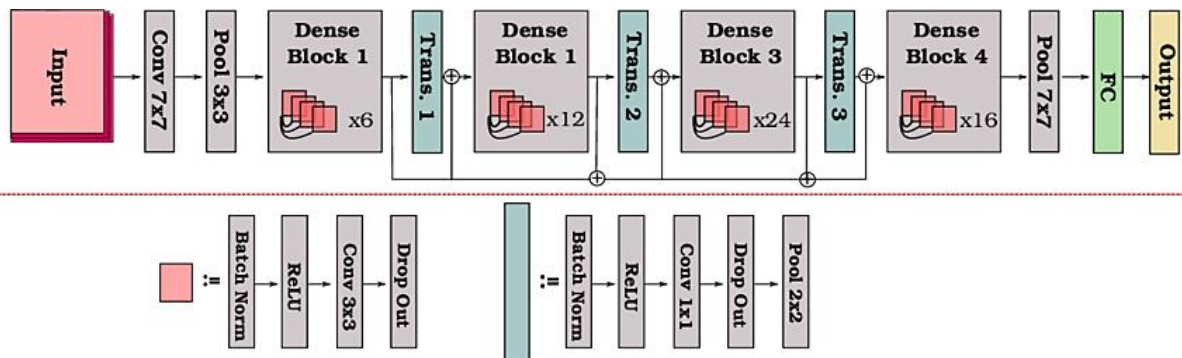 Input
Conv 7x7
Pool 3x3
Dense
Block 1
x6
Trans. 1
Dense
Block 1
x12
Trans. 2
Dense
Block 3
x24
Trans. 3
Dense
Block 4
x16
Pool 7x7
FC
Output
:=
Batch Norm
ReLU
Conv 3x3
Drop Out
:=
Batch Norm
ReLU
Conv 1x1
Drop Out
Pool 2x2